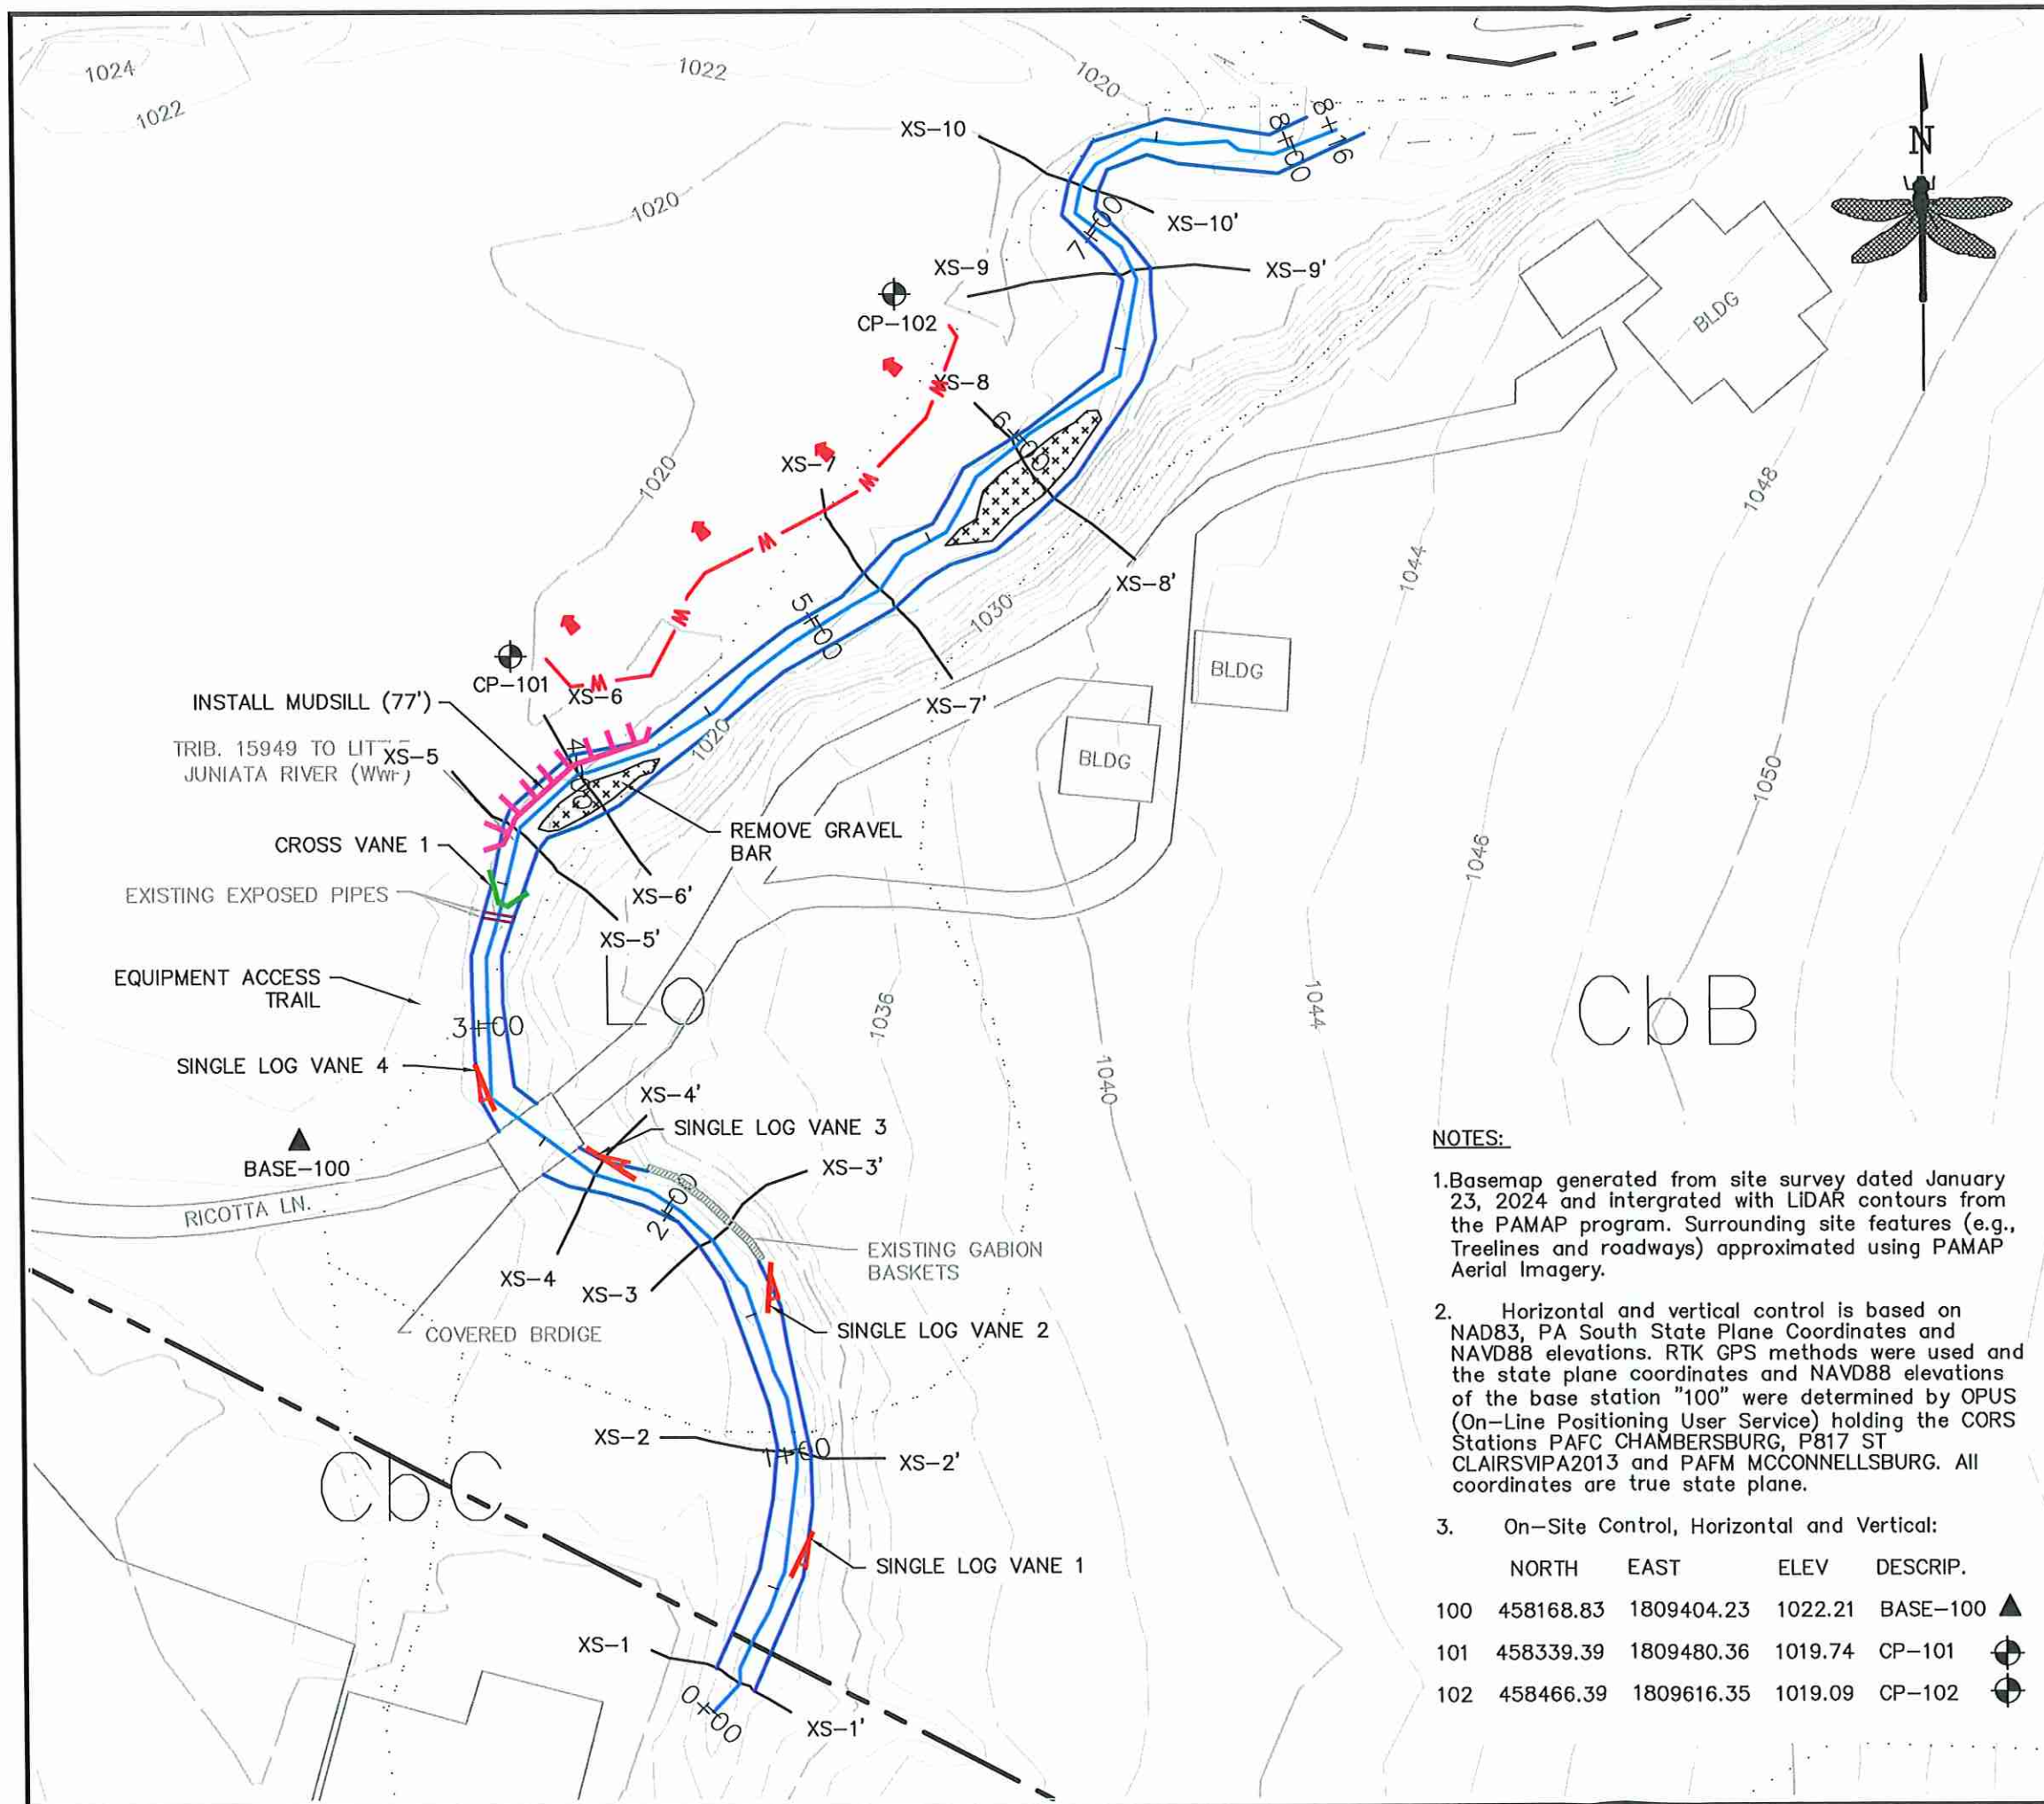 1024
1022
1022
1020
1020
1020
N
XS-10
XS-10'
8+00
8+16
7+00
XS-9
XS-9'
CP-102
BLDG
XS-8
6+00
XS-8'
W
W
W
W
W
XS-7
XS-7'
5+00
1030
1044
1048
CP-101
XS-6
INSTALL MUDSILL (77')
TRIB. 15949 TO
JUNIATA RIVER
XS-5
4+00
1020
BLDG
BLDG
1050
1046
CROSS VANE 1
REMOVE GRAVEL
BAR
XS-6'
EXISTING EXPOSED PIPES
XS-5'
EQUIPMENT ACCESS
TRAIL
LO
1036
1044
CbB
3+00
SINGLE LOG VANE 4
1040
XS-4'
SINGLE LOG VANE 3
BASE-100
XS-3'
RICOTTA LN.
2+00
EXISTING GABION
BASKETS
XS-4
XS-3
COVERED BRDIGE
SINGLE LOG VANE 2
XS-2
1+00
XS-2'
CbC
SINGLE LOG VANE 1
XS-1
0+00
XS-1'
NOTES:
1.Basemap generated from site survey dated January
23, 2024 and intergrated with LiDAR contours from
the PAMAP program. Surrounding site features (e.g.,
Treelines and roadways) approximated using PAMAP
Aerial Imagery.
2. Horizontal and vertical control is based on
NAD83, PA South State Plane Coordinates and
NAVD88 elevations. RTK GPS methods were used and
the state plane coordinates and NAVD88 elevations
of the base station "100" were determined by OPUS
(On-Line Positioning User Service) holding the CORS
Stations PAFC CHAMBERSBURG, P817 ST
CLAIRSVIPA2013 and PAFM MCCONNELLSBURG. All
coordinates are true state plane.
3. On-Site Control, Horizontal and Vertical:
NORTH EAST ELEV DESCRIP.
100 458168.83 1809404.23 1022.21 BASE-100
101 458339.39 1809480.36 1019.74 CP-101
102 458466.39 1809616.35 1019.09 CP-102